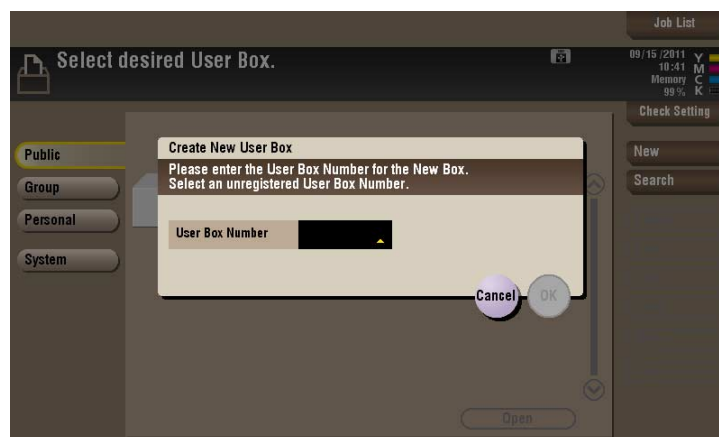 Job List
Select desired User Box.
09/15/2011
10:41
Memory
99%
Y
M
C
K
Check Setting
Public
Group
Personal
System
Create New User Box
Please enter the User Box Number for the New Box.
Select an unregistered User Box Number.
User Box Number
Cancel
OK
New
Search
Open